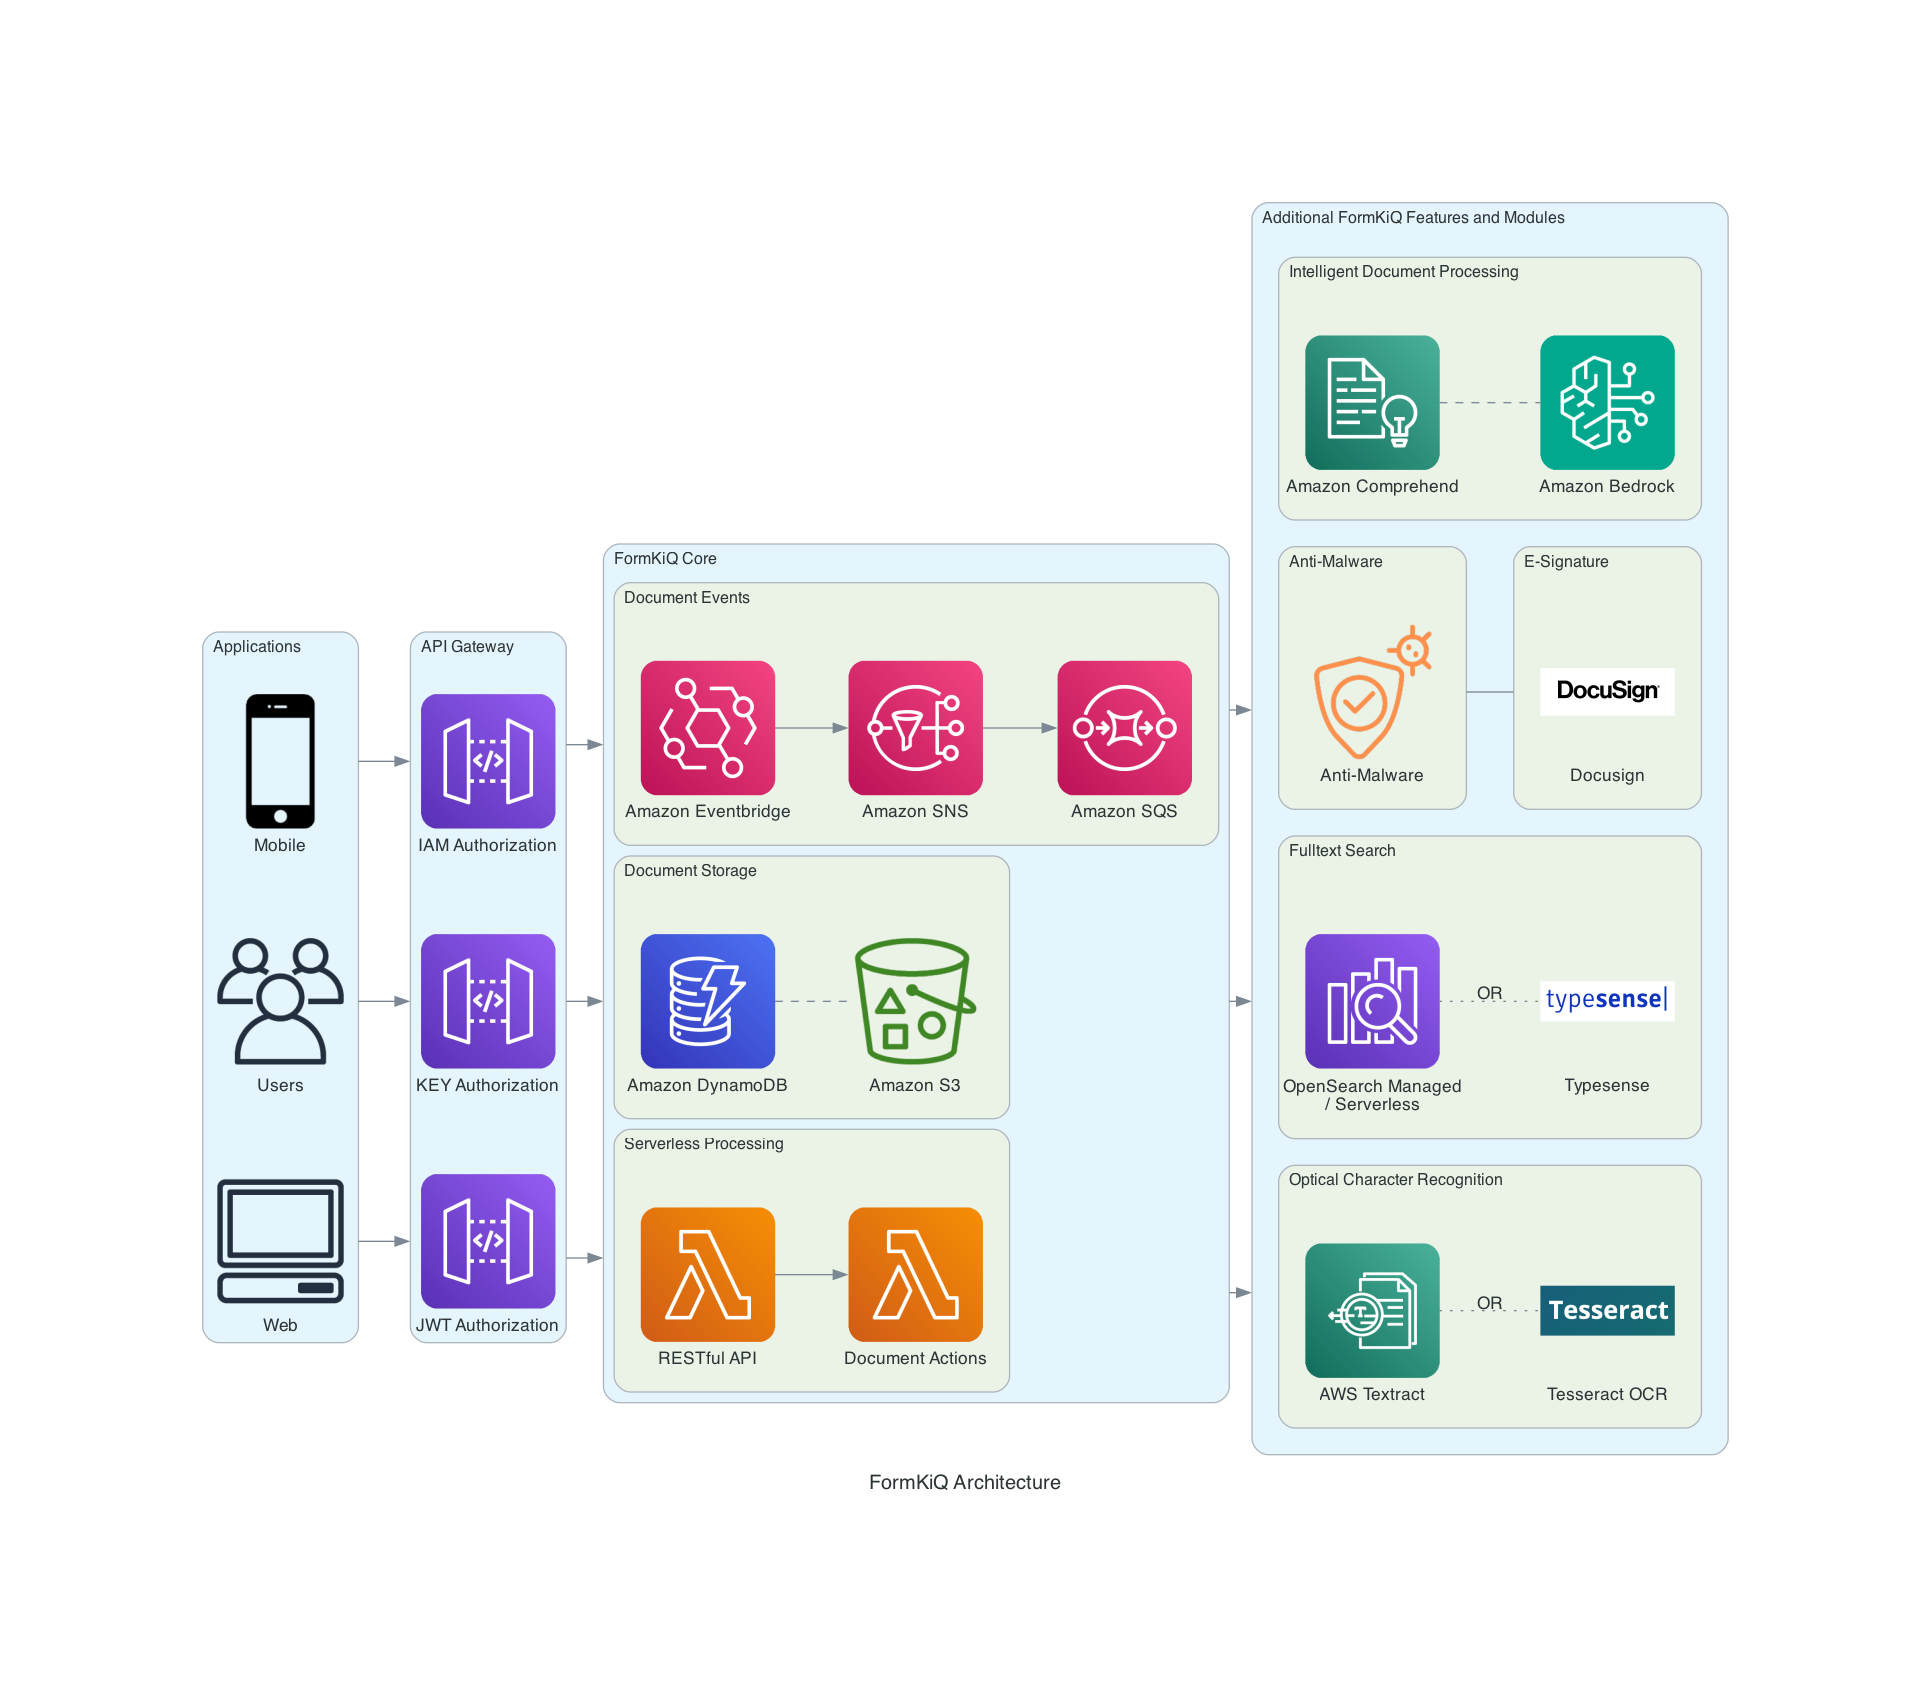 Additional FormKiQ Features and Modules
Intelligent Document Processing
Amazon Comprehend
Amazon Bedrock
FormKiQ Core
Document Events
Amazon Eventbridge
Amazon SNS
Amazon SQS
Anti-Malware
Anti-Malware
E-Signature
DocuSign
Docusign
Applications
Mobile
Users
Web
API Gateway
</>
IAM Authorization
</>
KEY Authorization
</>
JWT Authorization
Document Storage
Amazon DynamoDB
Amazon S3
Serverless Processing
RESTful API
Document Actions
Fulltext Search
OpenSearch Managed
/ Serverless
OR
typesense
Typesense
Optical Character Recognition
AWS Textract
OR
Tesseract
Tesseract OCR
FormKiQ Architecture